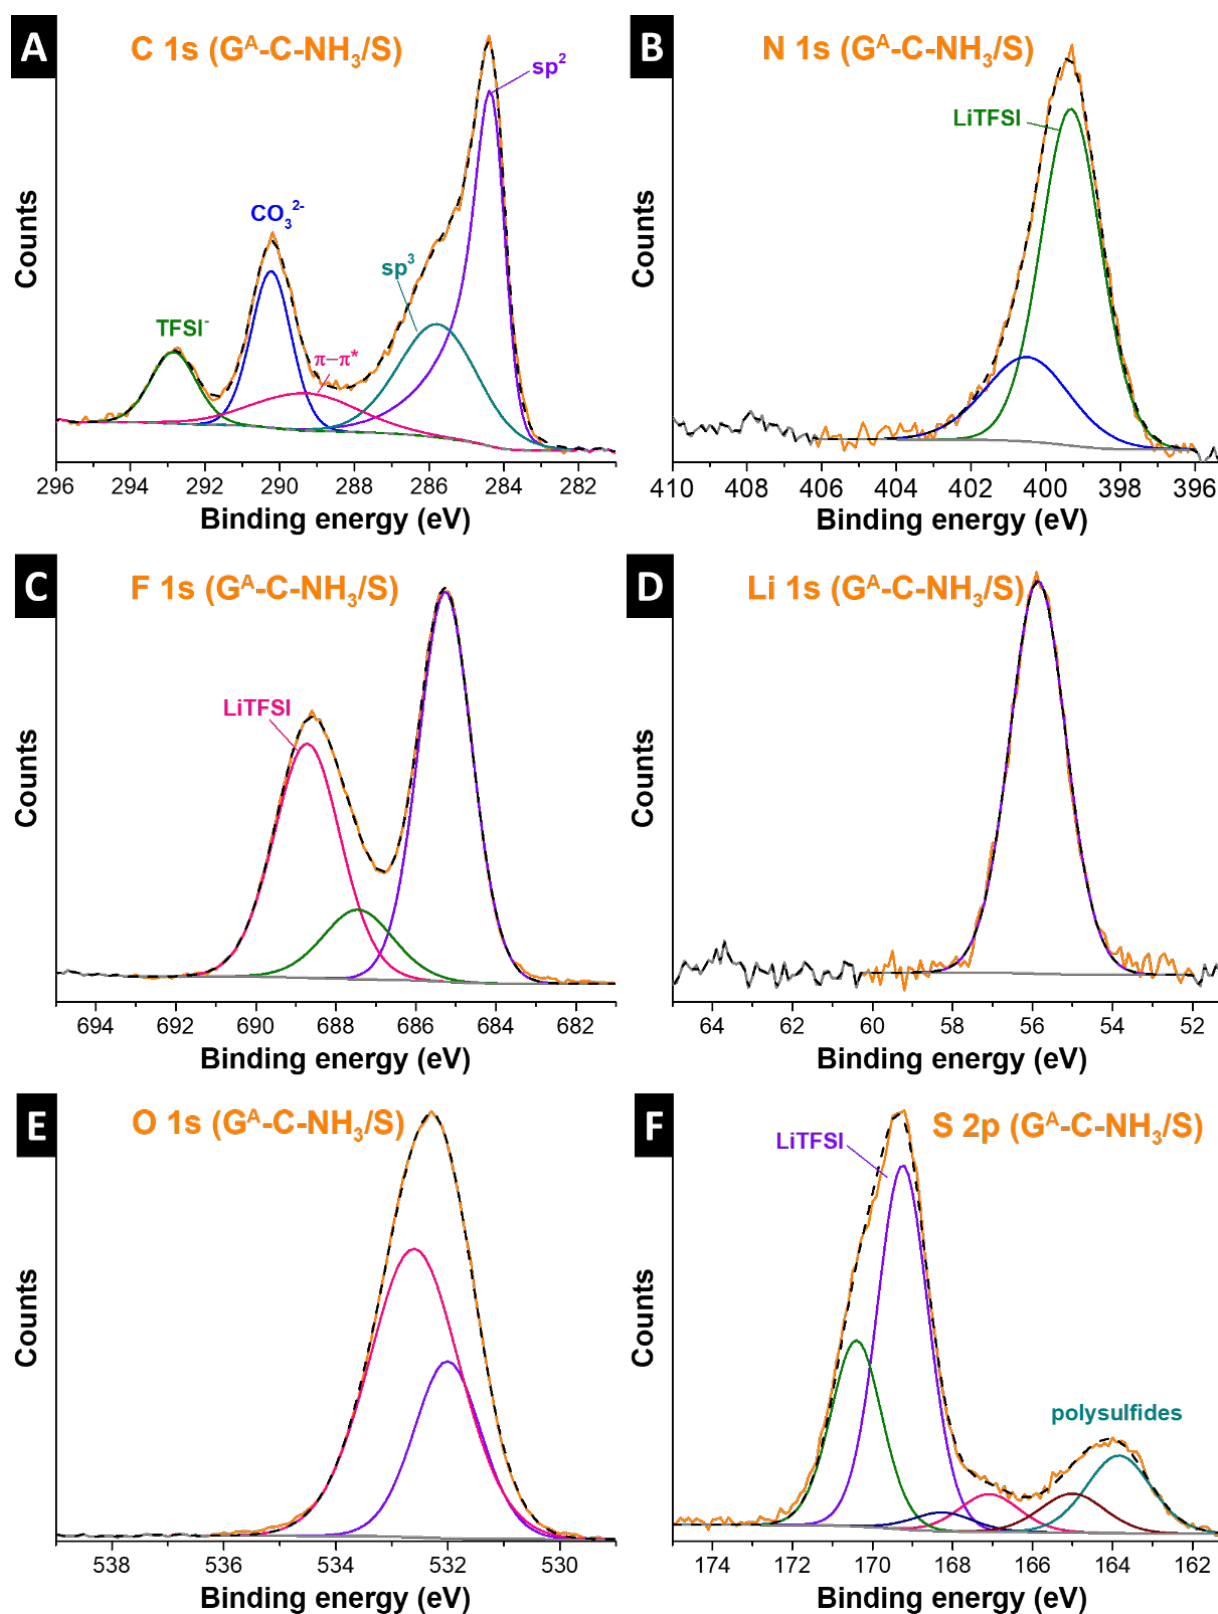 A
C 1s (Gᴬ-C-NH₃/S)
sp²
CO₃²⁻
sp³
TFSI⁻
π–π*
Counts
296 294 292 290 288 286 284 282
Binding energy (eV)
B
N 1s (Gᴬ-C-NH₃/S)
LiTFSI
Counts
410 408 406 404 402 400 398 396
Binding energy (eV)
C
F 1s (Gᴬ-C-NH₃/S)
LiTFSI
Counts
694 692 690 688 686 684 682
Binding energy (eV)
D
Li 1s (Gᴬ-C-NH₃/S)
Counts
64 62 60 58 56 54 52
Binding energy (eV)
E
O 1s (Gᴬ-C-NH₃/S)
Counts
538 536 534 532 530
Binding energy (eV)
F
S 2p (Gᴬ-C-NH₃/S)
LiTFSI
polysulfides
Counts
174 172 170 168 166 164 162
Binding energy (eV)